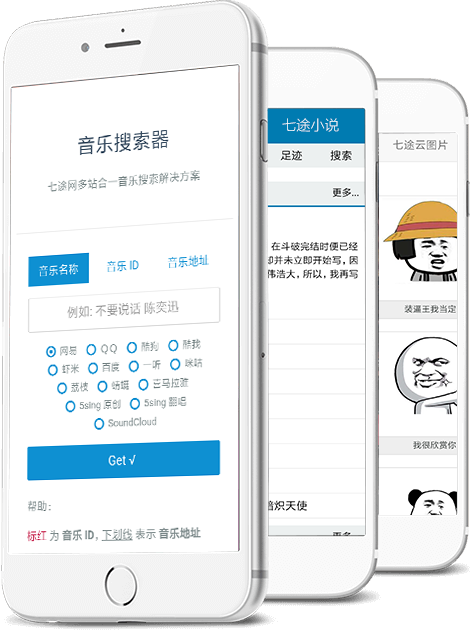 音乐搜索器
七途网多站合一音乐搜索解决方案
音乐名称 音乐 ID 音乐地址
例如: 不要说话 陈奕迅
网易 QQ 酷狗 酷我
虾米 百度 一听 咪咕
荔枝 蜻蜓 喜马拉雅
5sing 原创 5sing 翻唱
SoundCloud
Get √
帮助：
标红 为 音乐 ID，下划线 表示 音乐地址
七途小说
足迹 搜索
更多...
在斗破完结时便已经
却并未立即开始写，因
伟浩大，所以，我再写
炽天使
更多
七途云图片
装逼王我当定
我很欣赏你